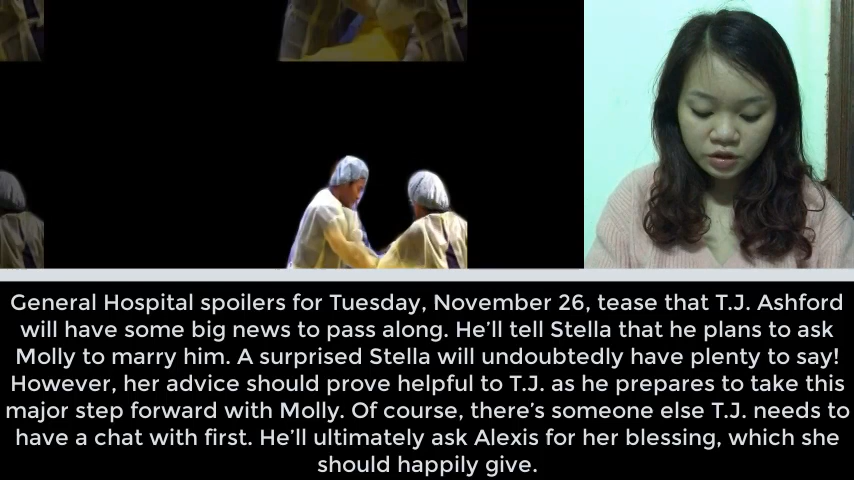 General Hospital spoilers for Tuesday, November 26, tease that T.J. Ashford
will have some big news to pass along. He’ll tell Stella that he plans to ask
Molly to marry him. A surprised Stella will undoubtedly have plenty to say!
However, her advice should prove helpful to T.J. as he prepares to take this
major step forward with Molly. Of course, there’s someone else T.J. needs to
have a chat with first. He’ll ultimately ask Alexis for her blessing, which she
should happily give.